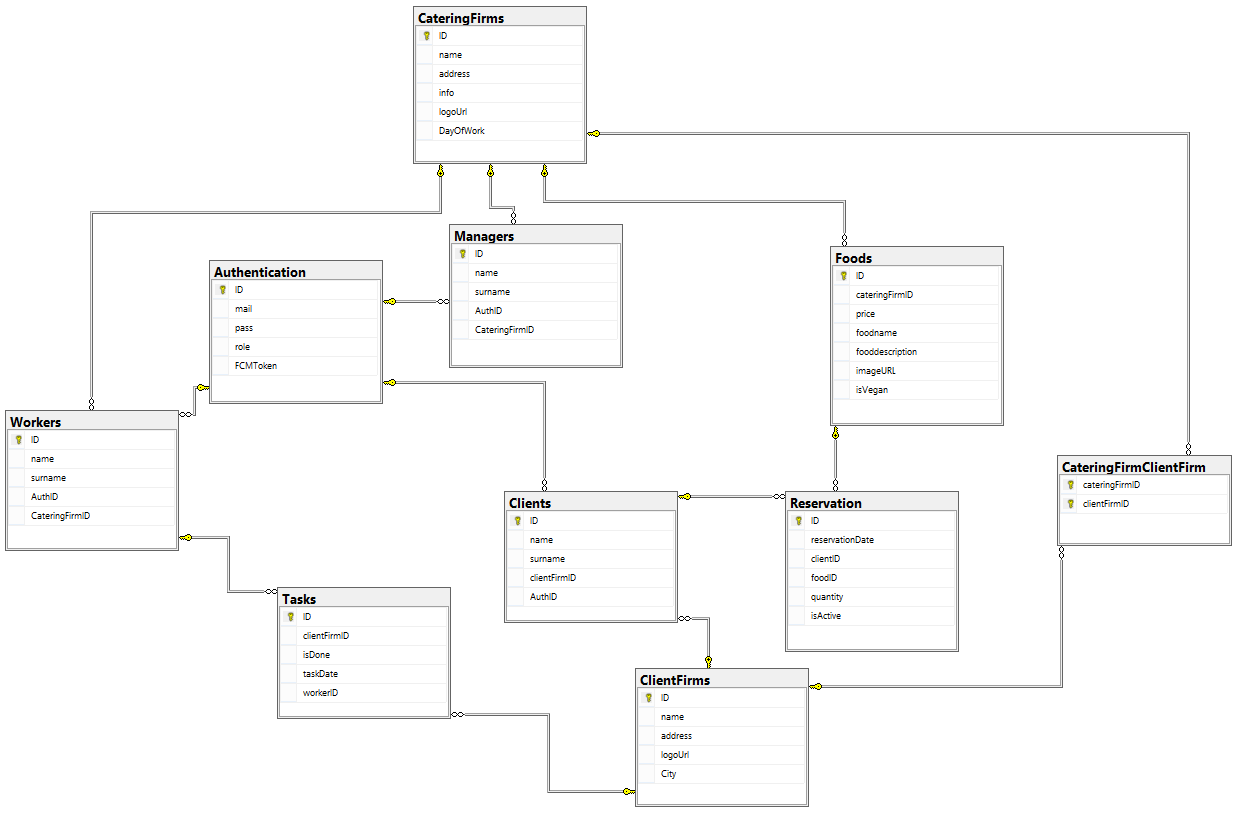 CateringFirms
ID
name
address
info
logoUrl
DayOfWork
Managers
ID
name
surname
AuthID
CateringFirmID
Foods
ID
cateringFirmID
price
foodname
fooddescription
imageURL
isVegan
Authentication
ID
mail
pass
role
FCMToken
Workers
ID
name
surname
AuthID
CateringFirmID
CateringFirmClientFirm
cateringFirmID
clientFirmID
Clients
ID
name
surname
clientFirmID
AuthID
Reservation
ID
reservationDate
clientID
foodID
quantity
isActive
Tasks
ID
clientFirmID
isDone
taskDate
workerID
ClientFirms
ID
name
address
logoUrl
City